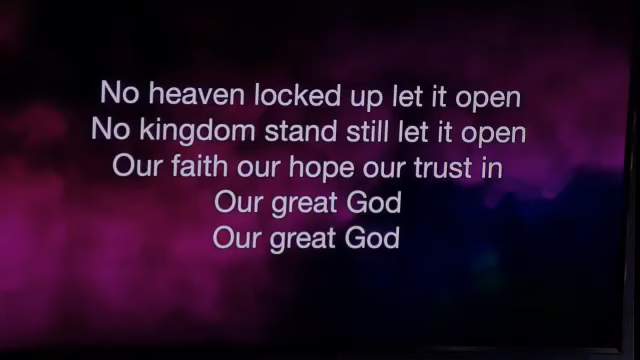 No heaven locked up let it open
No kingdom stand still let it open
Our faith our hope our trust in
Our great God
Our great God